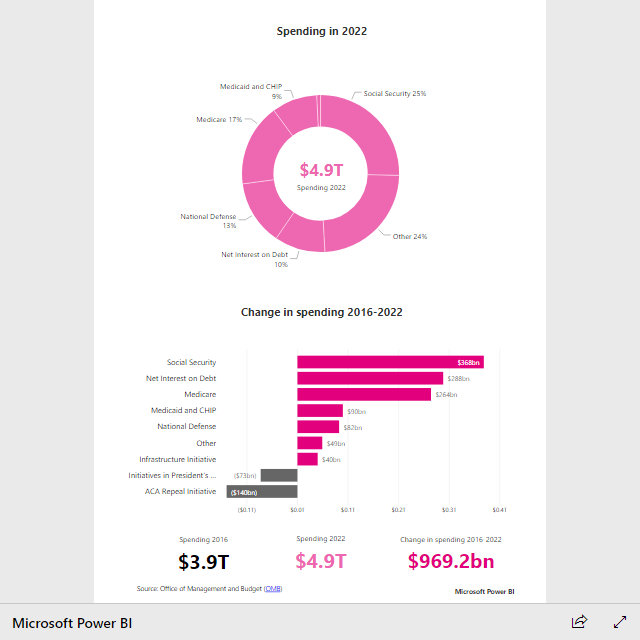 Spending in 2022
Medicaid and CHIP
9%
Social Security 25%
Medicare 17%
$4.9T
Spending 2022
National Defense
13%
Other 24%
Net Interest on Debt
10%
Change in spending 2016-2022
Social Security $368bn
Net Interest on Debt $288bn
Medicare $264bn
Medicaid and CHIP $90bn
National Defense $82bn
Other $49bn
Infrastructure Initiative $40bn
Initiatives in President's ... ($73bn)
ACA Repeal Initiative ($140bn)
($0.11) $0.01 $0.11 $0.21 $0.31 $0.41
Spending 2016 Spending 2022 Change in spending 2016-2022
$3.9T $4.9T $969.2bn
Source: Office of Management and Budget (OMB)
Microsoft Power BI
Microsoft Power BI